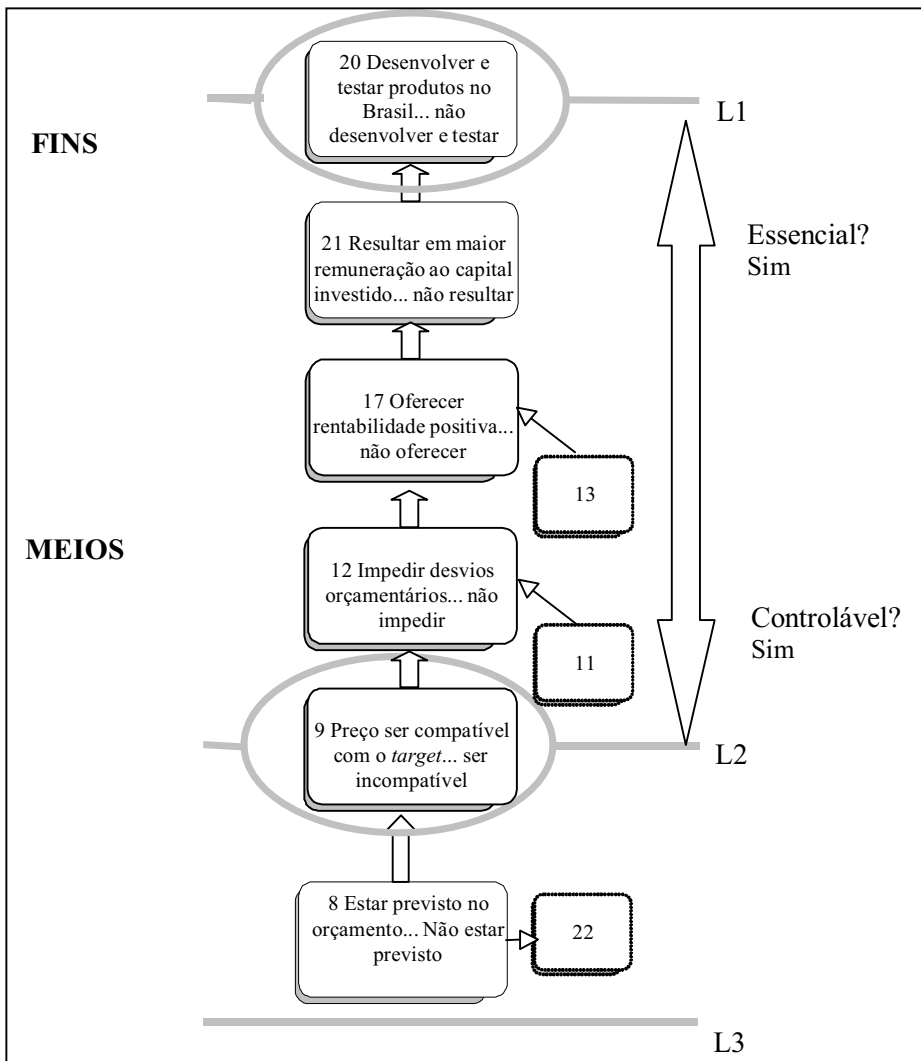 20 Desenvolver e
testar produtos no
Brasil... não
desenvolver e testar
L1
FINS
21 Resultar em maior
remuneração ao capital
investido... não resultar
Essencial?
Sim
17 Oferecer
rentabilidade positiva...
não oferecer
13
MEIOS
12 Impedir desvios
orçamentários... não
impedir
Controlável?
Sim
11
9 Preço ser compatível
com o target... ser
incompatível
L2
8 Estar previsto no
orçamento... Não estar
previsto
22
L3